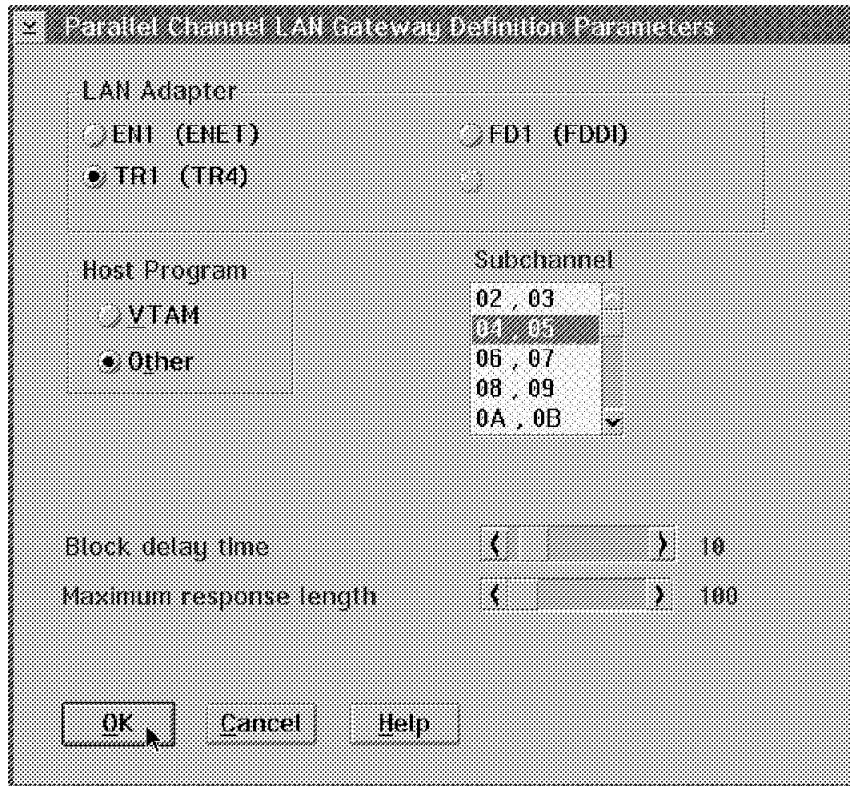 Parallel Channel LAN Gateway Definition Parameters
LAN Adapter
EN1 (ENET)
FD1 (FDDI)
TR1 (TR4)
Host Program
VTAM
Other
Subchannel
02 , 03
04 , 05
06 , 07
08 , 09
0A , 0B
Block delay time
10
Maximum response length
100
OK
Cancel
Help